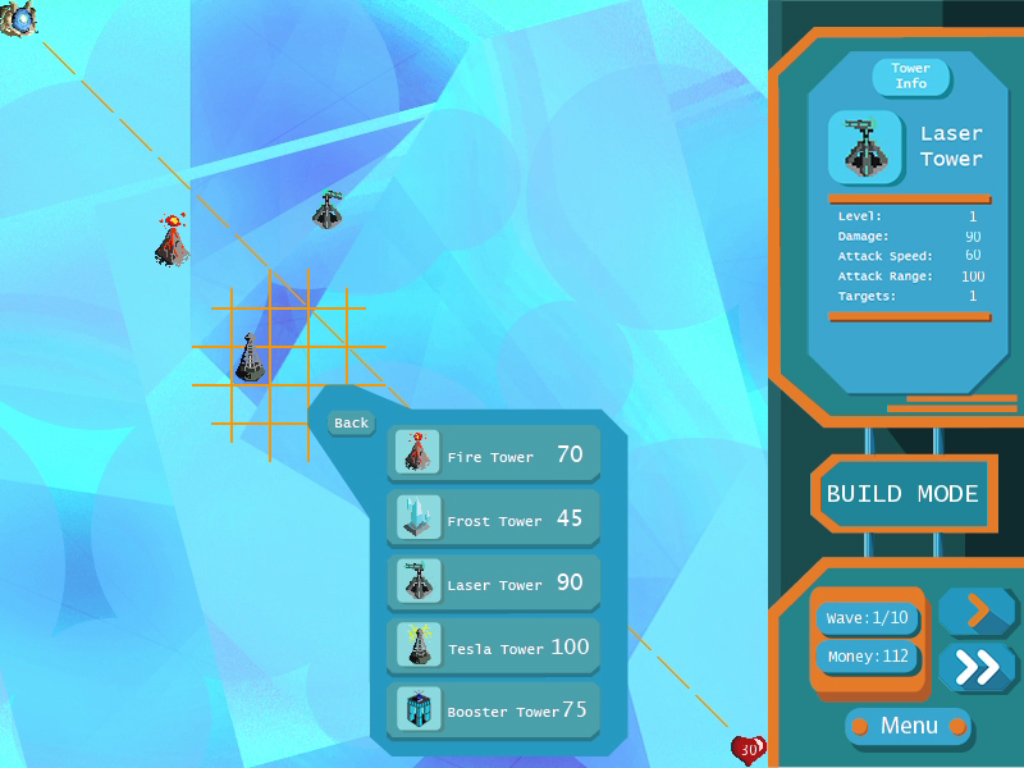 Tower
Info
Laser
Tower
Level: 1
Damage: 90
Attack Speed: 60
Attack Range: 100
Targets: 1
Back
Fire Tower 70
Frost Tower 45
Laser Tower 90
Tesla Tower 100
Booster Tower 75
BUILD MODE
Wave:1/10
Money:112
Menu
30